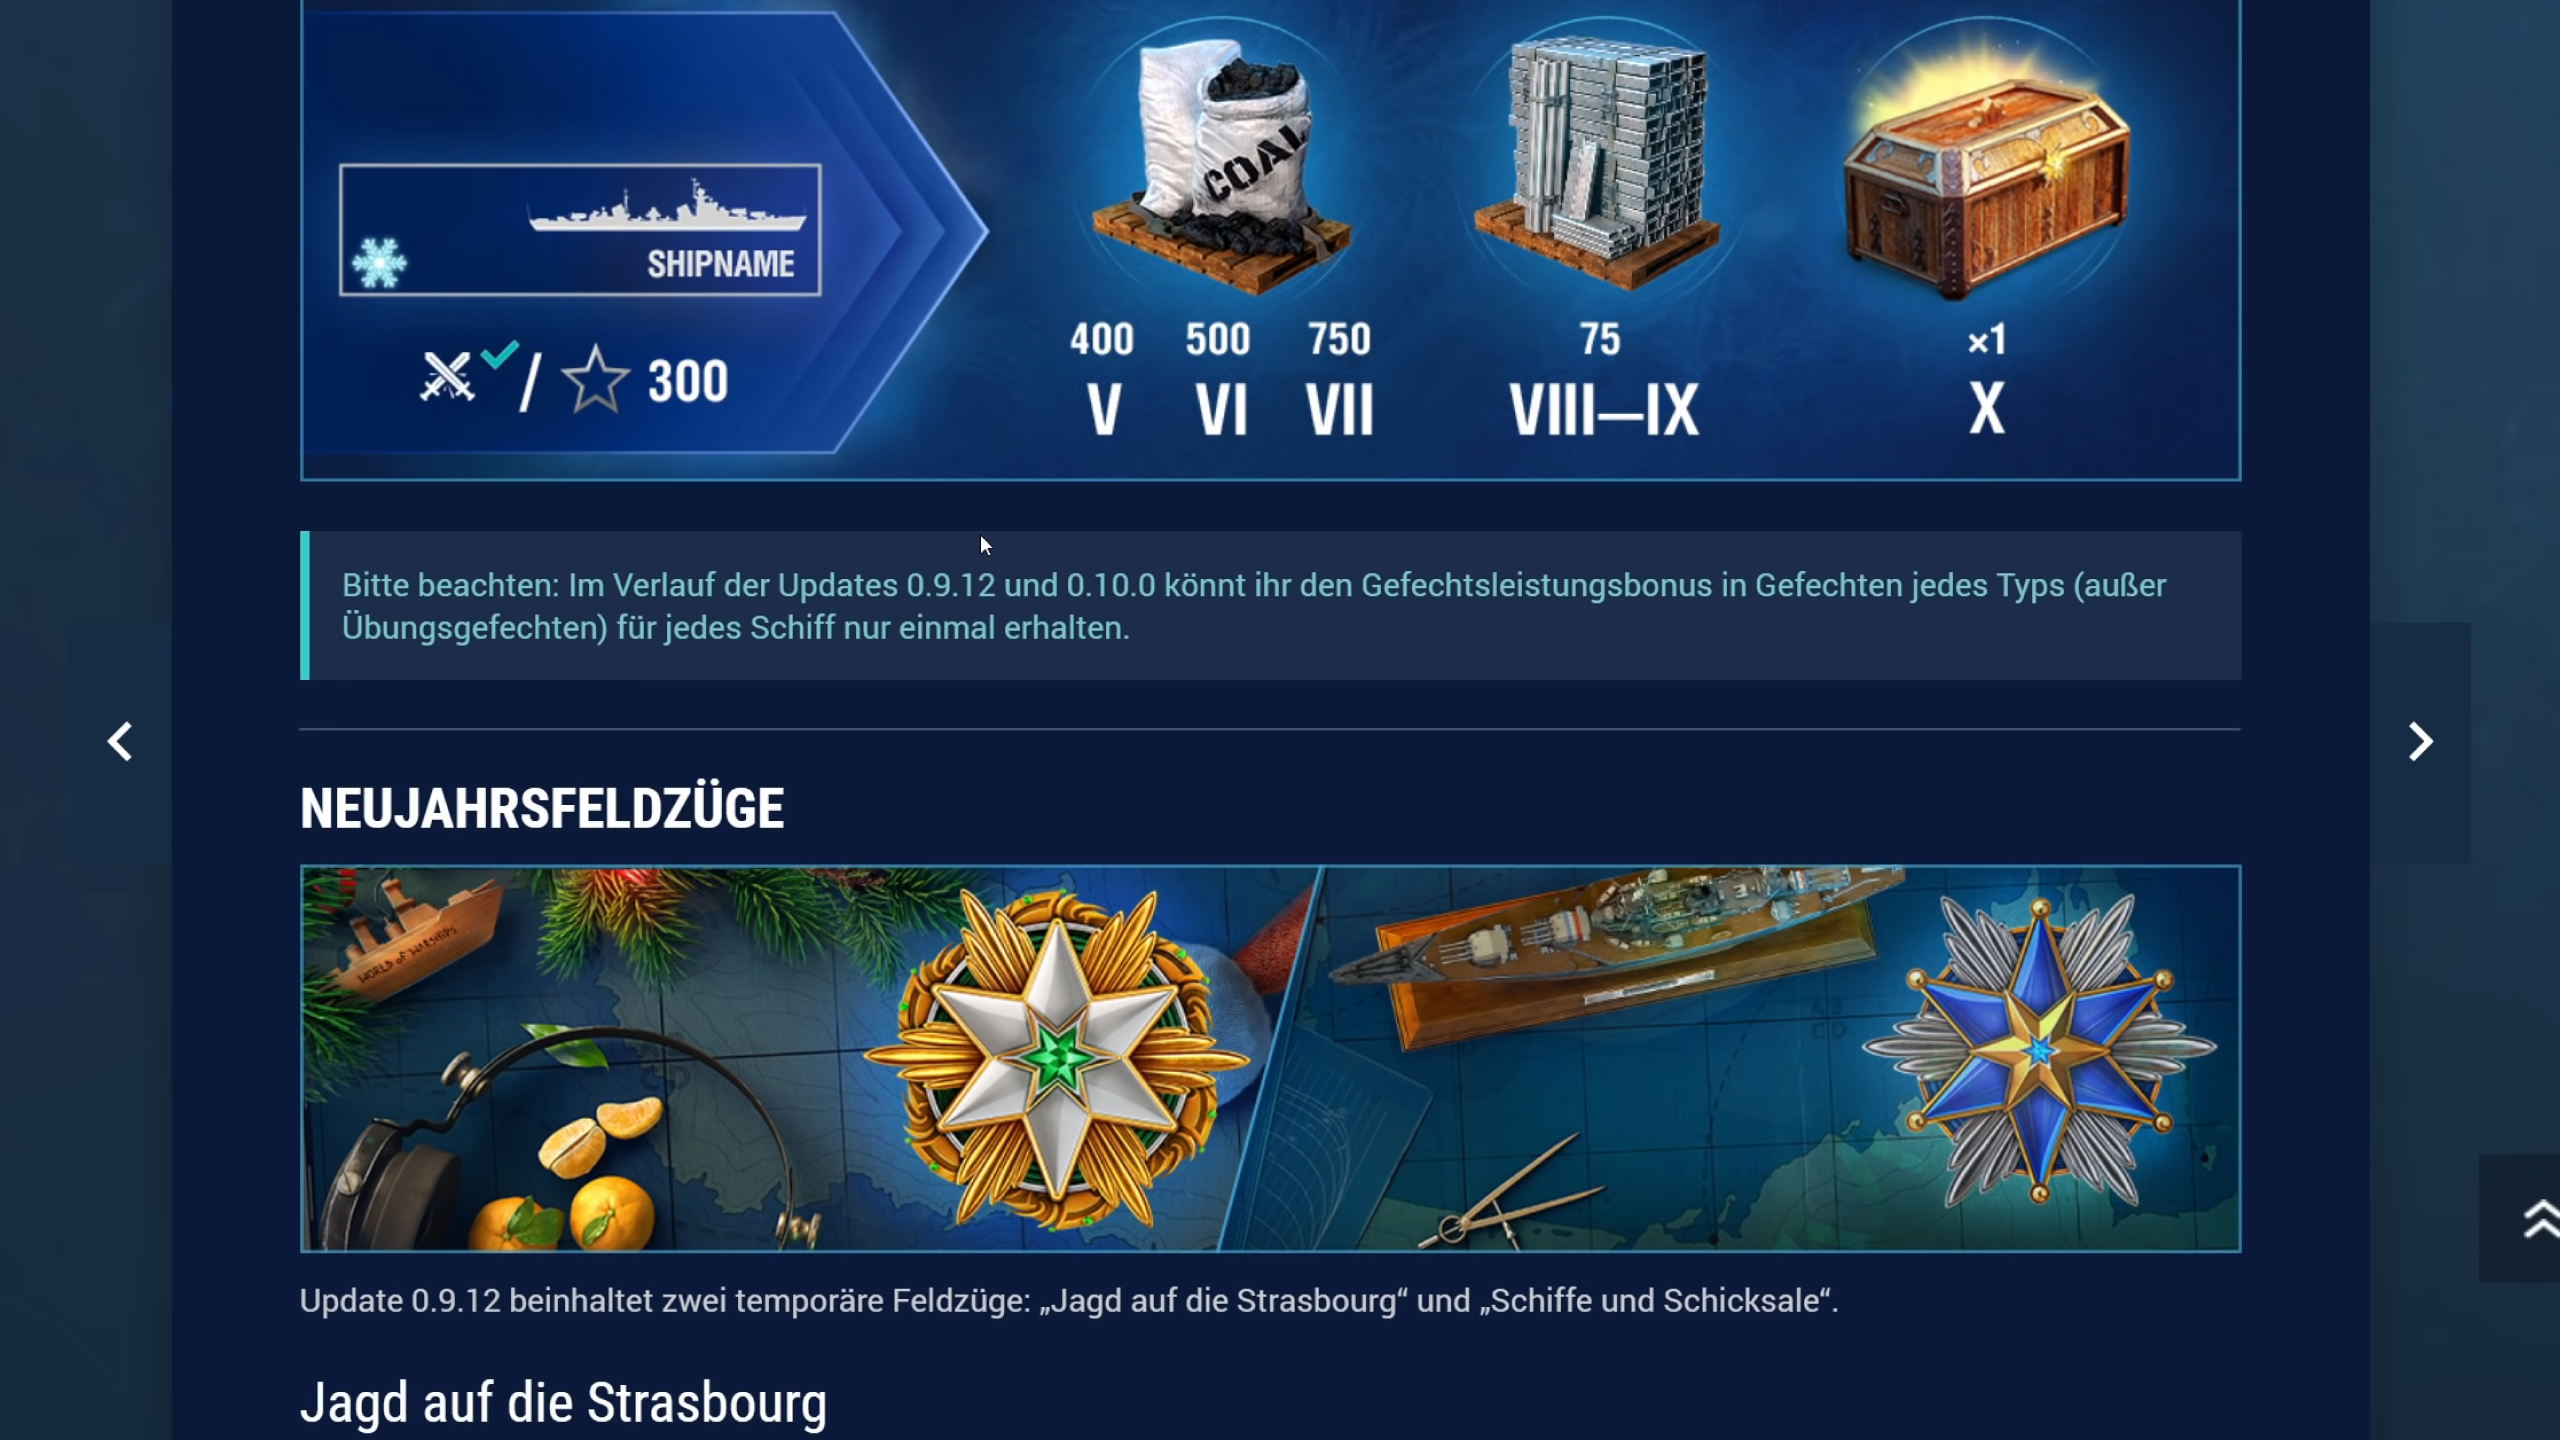 COAL
SHIPNAME
/ 300
400 500 750 75 ×1
V VI VII VIII—IX X
Bitte beachten: Im Verlauf der Updates 0.9.12 und 0.10.0 könnt ihr den Gefechtsleistungsbonus in Gefechten jedes Typs (außer
Übungsgefechten) für jedes Schiff nur einmal erhalten.
NEUJAHRSFELDZÜGE
WORLD OF WARSHIPS
Update 0.9.12 beinhaltet zwei temporäre Feldzüge: „Jagd auf die Strasbourg“ und „Schiffe und Schicksale“.
Jagd auf die Strasbourg